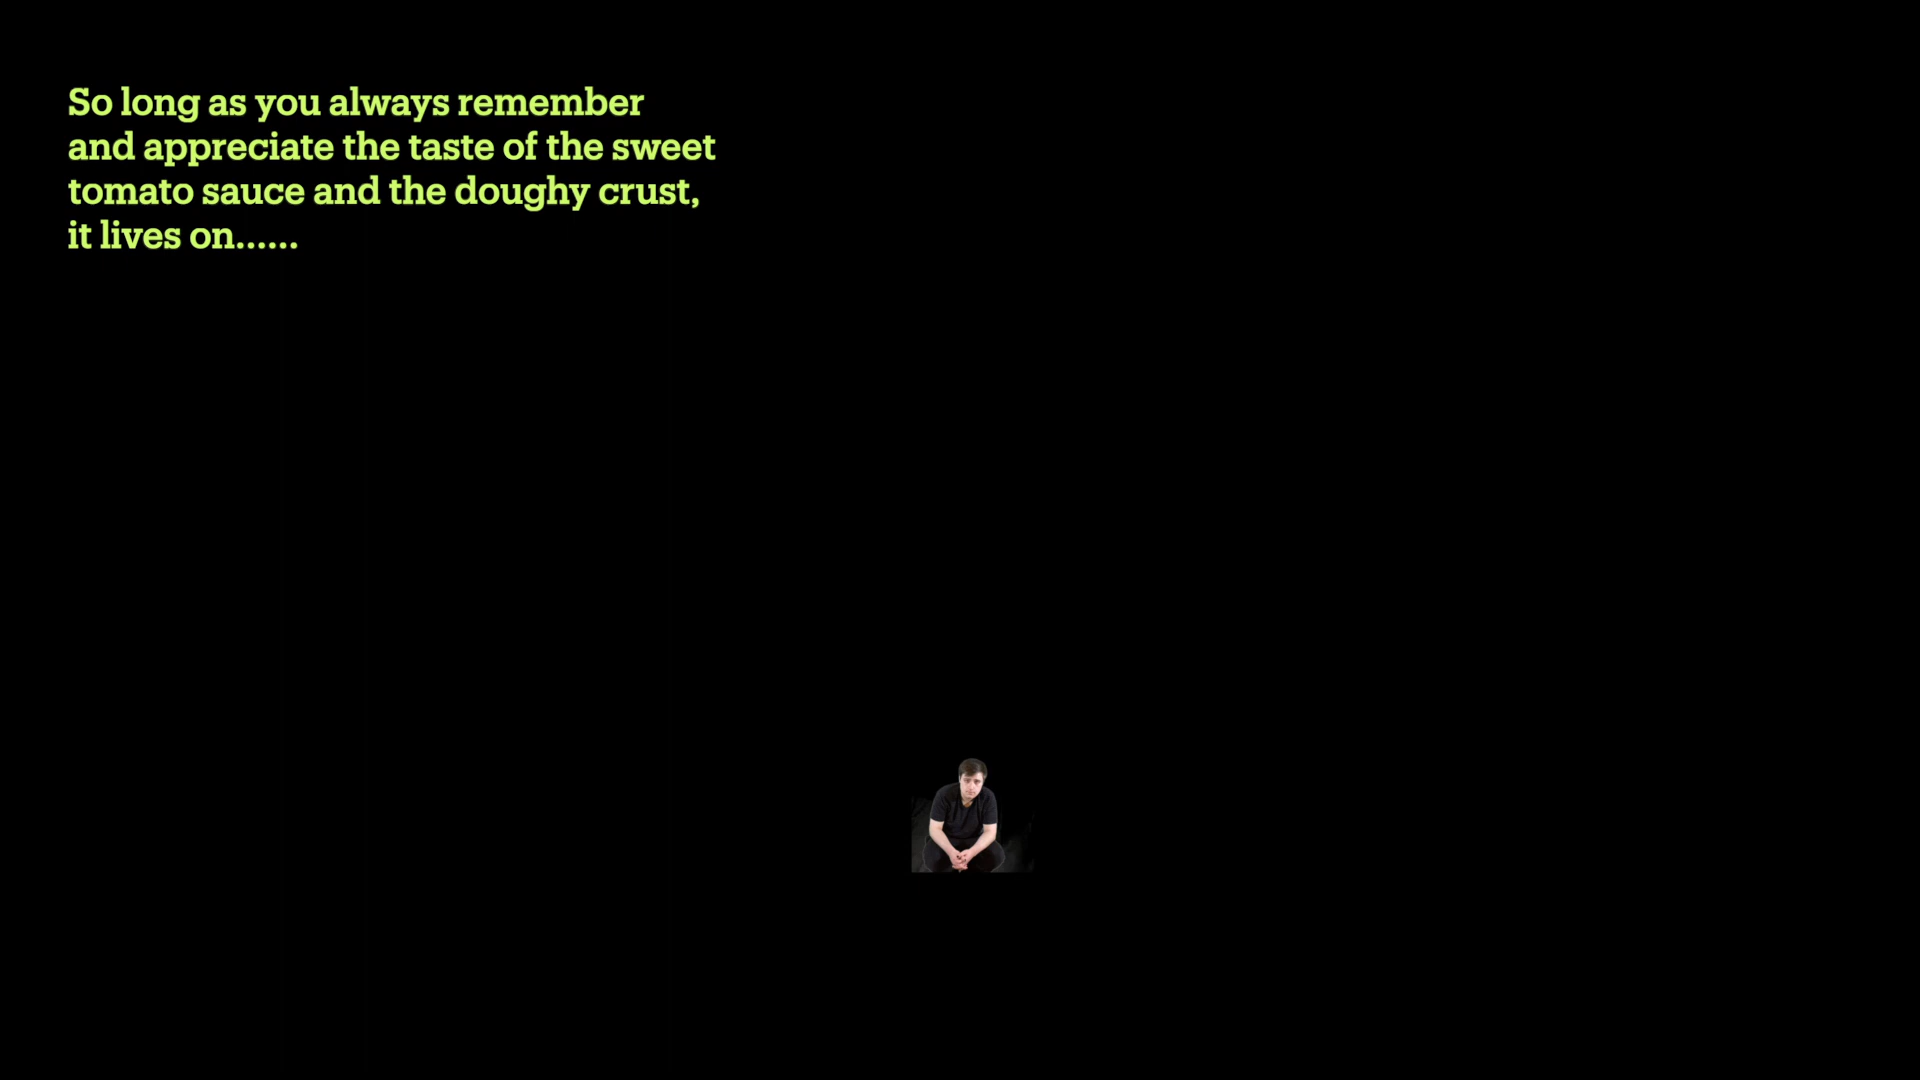 So long as you always remember
and appreciate the taste of the sweet
tomato sauce and the doughy crust,
it lives on......